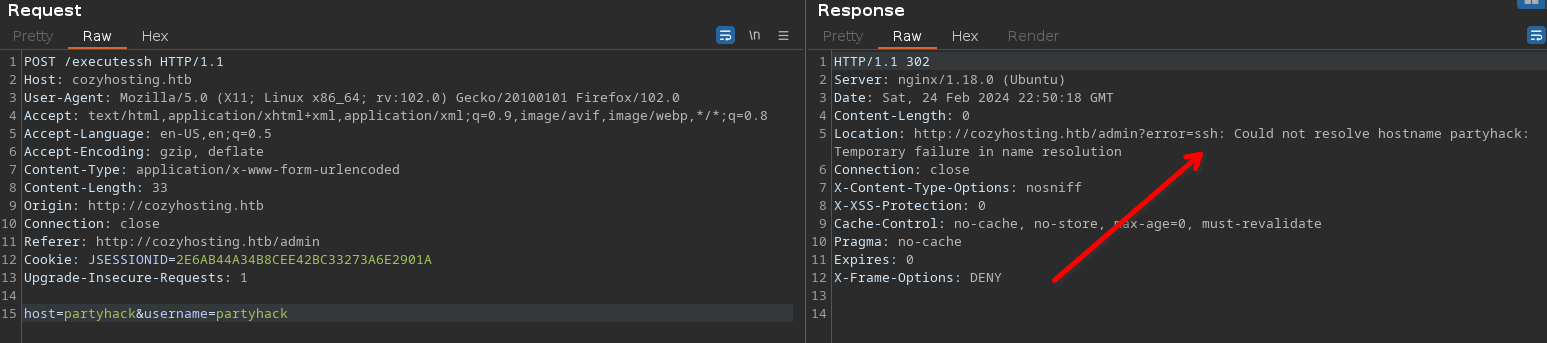 Request
Pretty Raw Hex \n
1 POST /executessh HTTP/1.1
2 Host: cozyhosting.htb
3 User-Agent: Mozilla/5.0 (X11; Linux x86_64; rv:102.0) Gecko/20100101 Firefox/102.0
4 Accept: text/html,application/xhtml+xml,application/xml;q=0.9,image/avif,image/webp,*/*;q=0.8
5 Accept-Language: en-US,en;q=0.5
6 Accept-Encoding: gzip, deflate
7 Content-Type: application/x-www-form-urlencoded
8 Content-Length: 33
9 Origin: http://cozyhosting.htb
10 Connection: close
11 Referer: http://cozyhosting.htb/admin
12 Cookie: JSESSIONID=2E6AB44A34B8CEE42BC33273A6E2901A
13 Upgrade-Insecure-Requests: 1
14
15 host=partyhack&username=partyhack
Response
Pretty Raw Hex Render
1 HTTP/1.1 302
2 Server: nginx/1.18.0 (Ubuntu)
3 Date: Sat, 24 Feb 2024 22:50:18 GMT
4 Content-Length: 0
5 Location: http://cozyhosting.htb/admin?error=ssh: Could not resolve hostname partyhack:
Temporary failure in name resolution
6 Connection: close
7 X-Content-Type-Options: nosniff
8 X-XSS-Protection: 0
9 Cache-Control: no-cache, no-store, max-age=0, must-revalidate
10 Pragma: no-cache
11 Expires: 0
12 X-Frame-Options: DENY
13
14